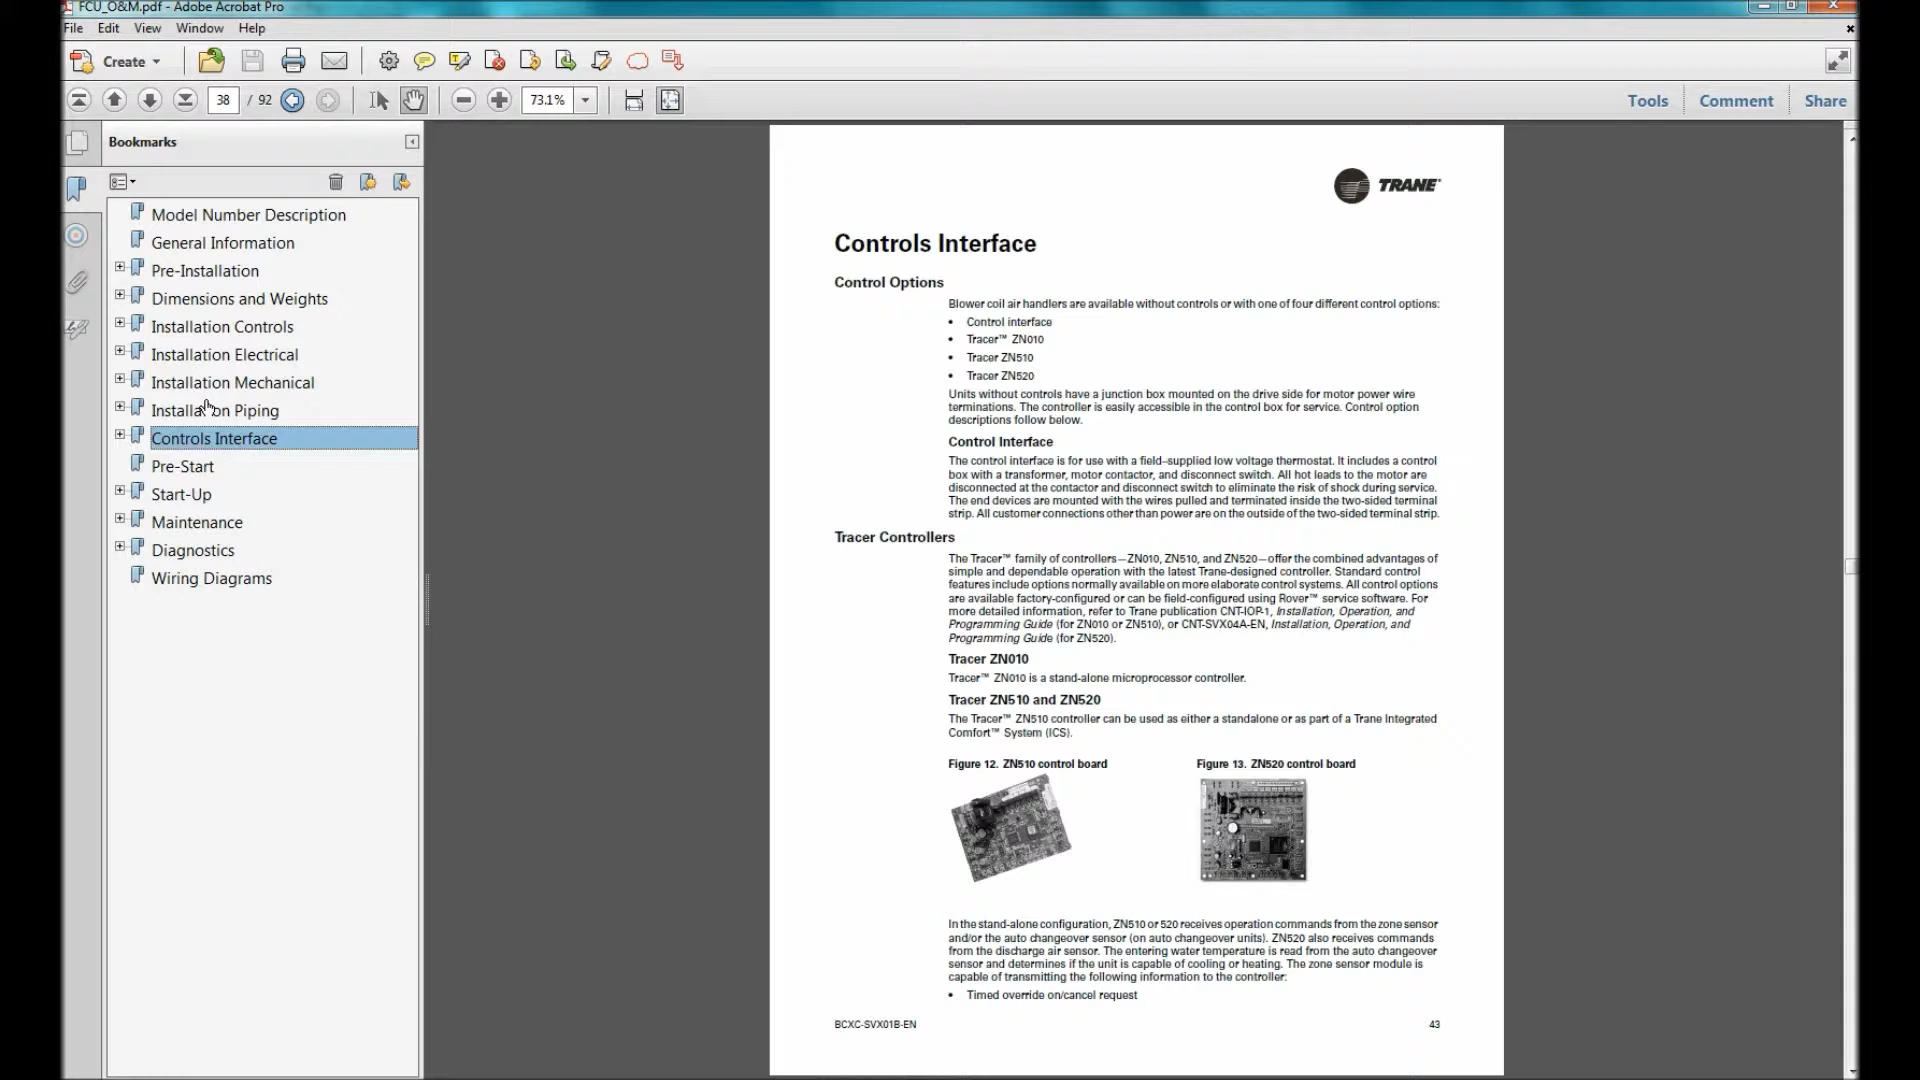 FCU_O&M.pdf - Adobe Acrobat Pro
File Edit View Window Help
Create
38 / 92 73.1% Tools Comment Share
Bookmarks
Model Number Description
General Information
Pre-Installation
Dimensions and Weights
Installation Controls
Installation Electrical
Installation Mechanical
Installation Piping
Controls Interface
Pre-Start
Start-Up
Maintenance
Diagnostics
Wiring Diagrams
TRANE
Controls Interface
Control Options
Blower coil air handlers are available without controls or with one of four different control options:
• Control interface
• Tracer™ ZN010
• Tracer ZN510
• Tracer ZN520
Units without controls have a junction box mounted on the drive side for motor power wire
terminations. The controller is easily accessible in the control box for service. Control option
descriptions follow below.
Control Interface
The control interface is for use with a field–supplied low voltage thermostat. It includes a control
box with a transformer, motor contactor, and disconnect switch. All hot leads to the motor are
disconnected at the contactor and disconnect switch to eliminate the risk of shock during service.
The end devices are mounted with the wires pulled and terminated inside the two-sided terminal
strip. All customer connections other than power are on the outside of the two-sided terminal strip.
Tracer Controllers
The Tracer™ family of controllers—ZN010, ZN510, and ZN520—offer the combined advantages of
simple and dependable operation with the latest Trane-designed controller. Standard control
features include options normally available on more elaborate control systems. All control options
are available factory-configured or can be field-configured using Rover™ service software. For
more detailed information, refer to Trane publication CNT-IOP-1, Installation, Operation, and
Programming Guide (for ZN010 or ZN510), or CNT-SVX04A-EN, Installation, Operation, and
Programming Guide (for ZN520).
Tracer ZN010
Tracer™ ZN010 is a stand-alone microprocessor controller.
Tracer ZN510 and ZN520
The Tracer™ ZN510 controller can be used as either a standalone or as part of a Trane Integrated
Comfort™ System (ICS).
Figure 12. ZN510 control board Figure 13. ZN520 control board
In the stand-alone configuration, ZN510 or 520 receives operation commands from the zone sensor
and/or the auto changeover sensor (on auto changeover units). ZN520 also receives commands
from the discharge air sensor. The entering water temperature is read from the auto changeover
sensor and determines if the unit is capable of cooling or heating. The zone sensor module is
capable of transmitting the following information to the controller:
• Timed override on/cancel request
BCXC-SVX01B-EN 43